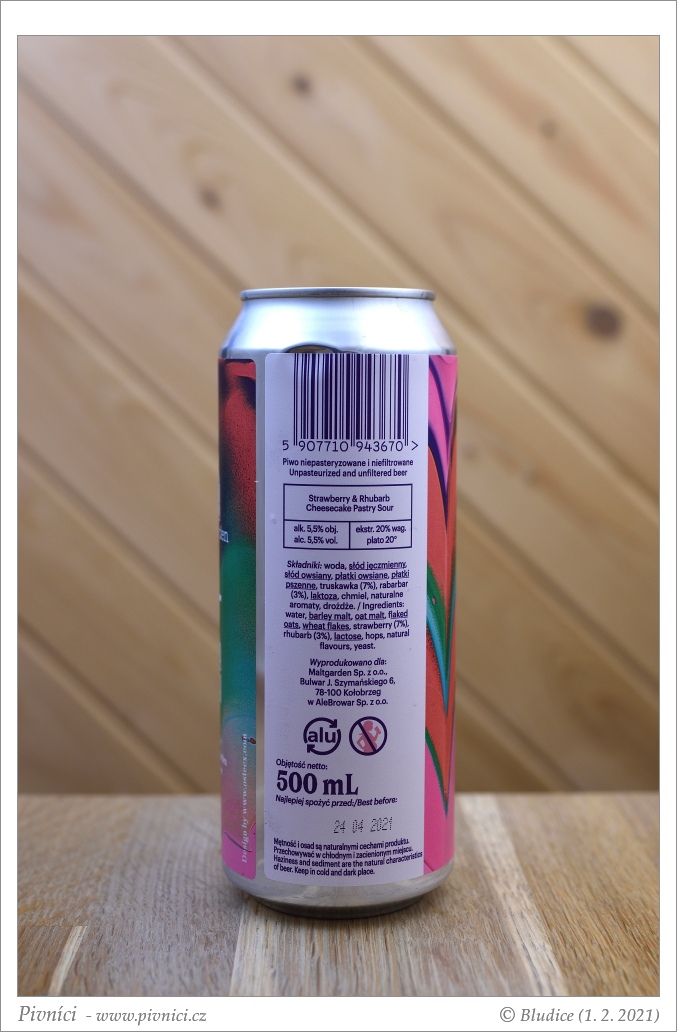 5 907710 943670 >
Piwo niepasteryzowane i niefiltrowane
Unpasteurized and unfiltered beer
Strawberry & Rhubarb
Cheesecake Pastry Sour
alk. 5,5% obj.
alc. 5,5% vol.
ekstr. 20% wag.
plato 20°
Składniki: woda, słód jęczmienny,
słód owsiany, płatki owsiane, płatki
pszenne, truskawka (7%), rabarbar
(3%), laktoza, chmiel, naturalne
aromaty, drożdże. / Ingredients:
water, barley malt, oat malt, flaked
oats, wheat flakes, strawberry (7%),
rhubarb (3%), lactose, hops, natural
flavours, yeast.
Wyprodukowano dla:
Maltgarden Sp. z o.o.,
Bulwar J. Szymańskiego 6,
78-100 Kołobrzeg
w AleBrowar Sp. z o.o.
alu
Objętość netto:
500 mL
Najlepiej spożyć przed:/Best before:
24 04 2021
Mętność i osad są naturalnymi cechami produktu.
Przechowywać w chłodnym i zacienionym miejscu.
Haziness and sediment are the natural characteristics
of beer. Keep in cold and dark place.
Design by www.ostecx.com
Pivníci - www.pivnici.cz
© Bludice (1. 2. 2021)